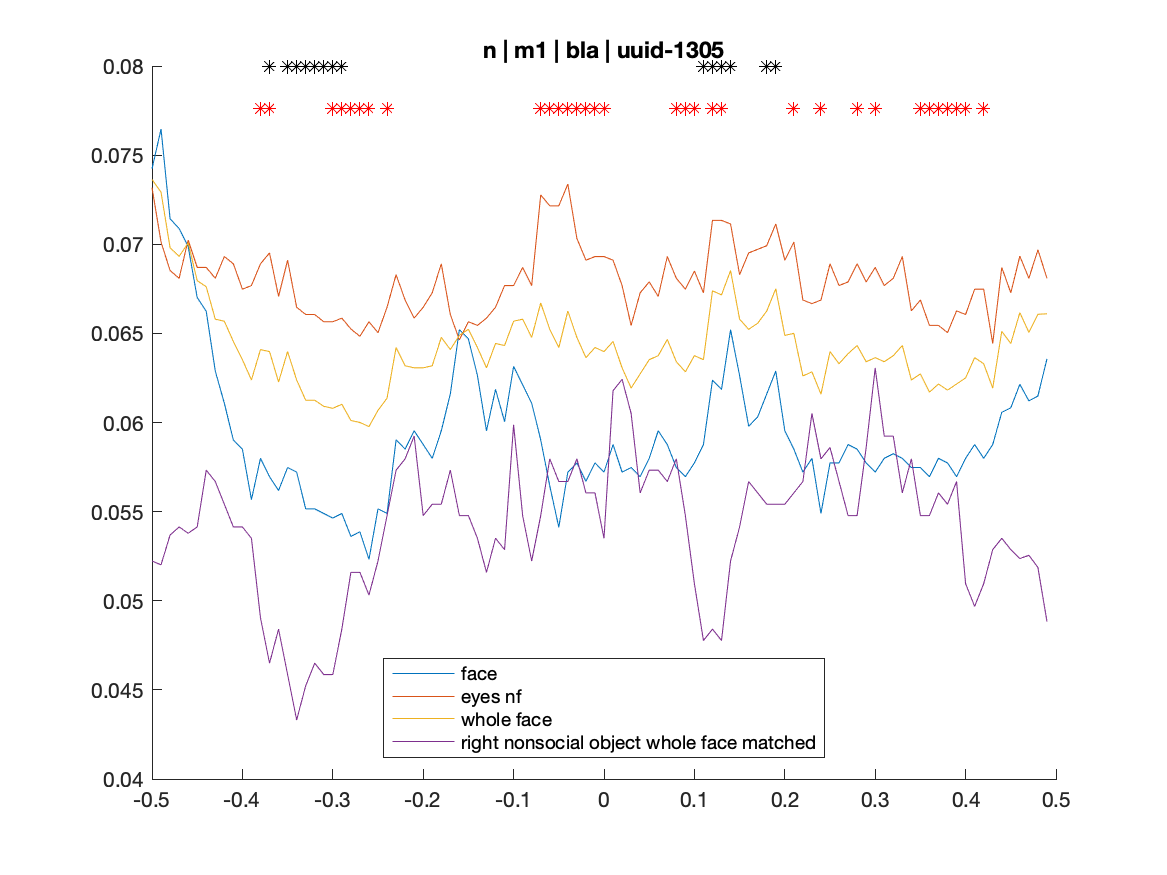 n | m1 | bla | uuid-1305
0.08
0.075
0.07
0.065
0.06
0.055
0.05
0.045
0.04
face
eyes nf
whole face
right nonsocial object whole face matched
-0.5 -0.4 -0.3 -0.2 -0.1 0 0.1 0.2 0.3 0.4 0.5